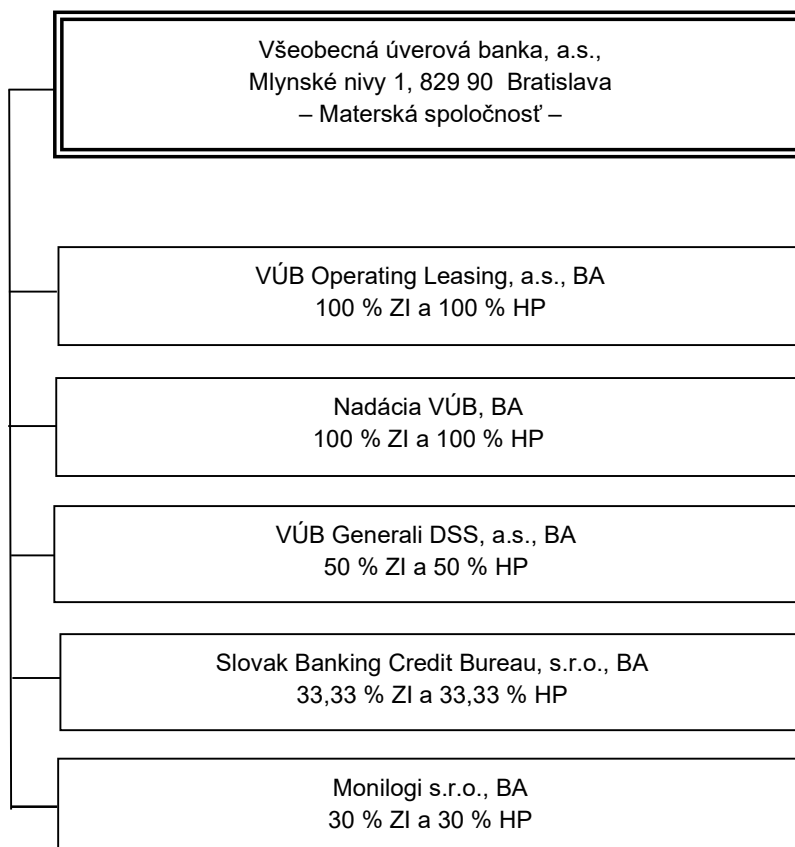 Všeobecná úverová banka, a.s.,
Mlynské nivy 1, 829 90 Bratislava
– Materská spoločnosť –
VÚB Operating Leasing, a.s., BA
100 % ZI a 100 % HP
Nadácia VÚB, BA
100 % ZI a 100 % HP
VÚB Generali DSS, a.s., BA
50 % ZI a 50 % HP
Slovak Banking Credit Bureau, s.r.o., BA
33,33 % ZI a 33,33 % HP
Monilogi s.r.o., BA
30 % ZI a 30 % HP